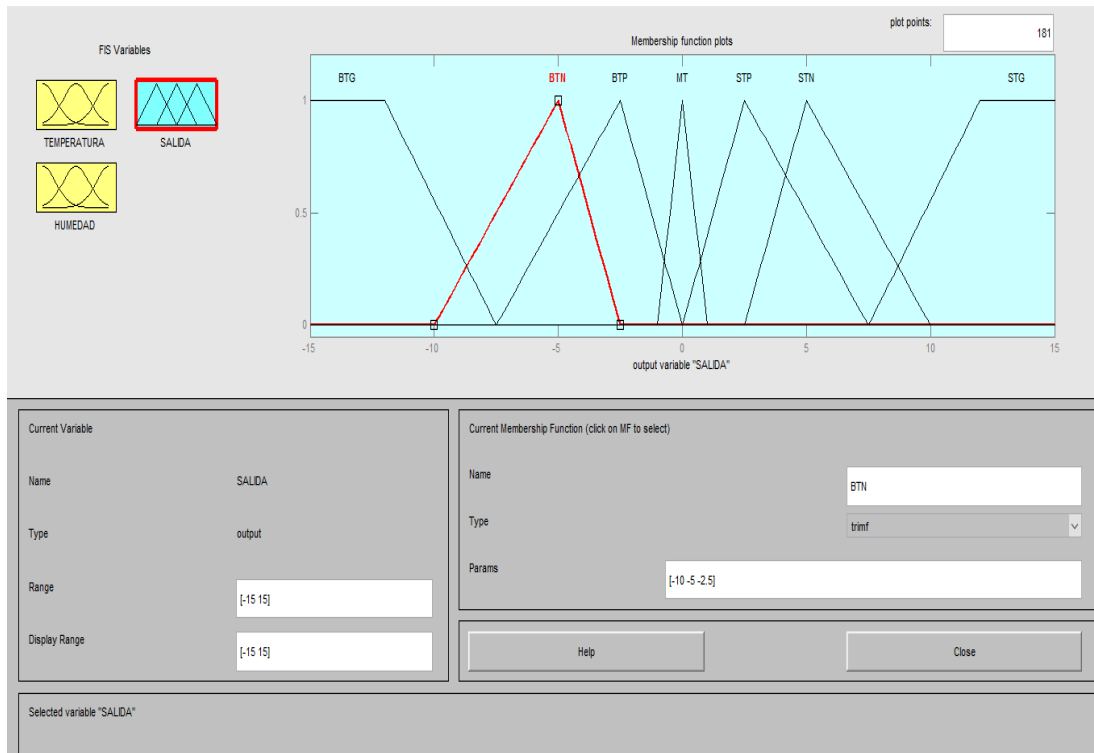 plot points:
181
FIS Variables
Membership function plots
TEMPERATURA
SALIDA
HUMEDAD
BTG BTN BTP MT STP STN STG
1
0.5
0
-15 -10 -5 0 5 10 15
output variable "SALIDA"
Current Variable
Name SALIDA
Type output
Range [-15 15]
Display Range [-15 15]
Current Membership Function (click on MF to select)
Name BTN
Type trimf
Params [-10 -5 -2.5]
Help Close
Selected variable "SALIDA"